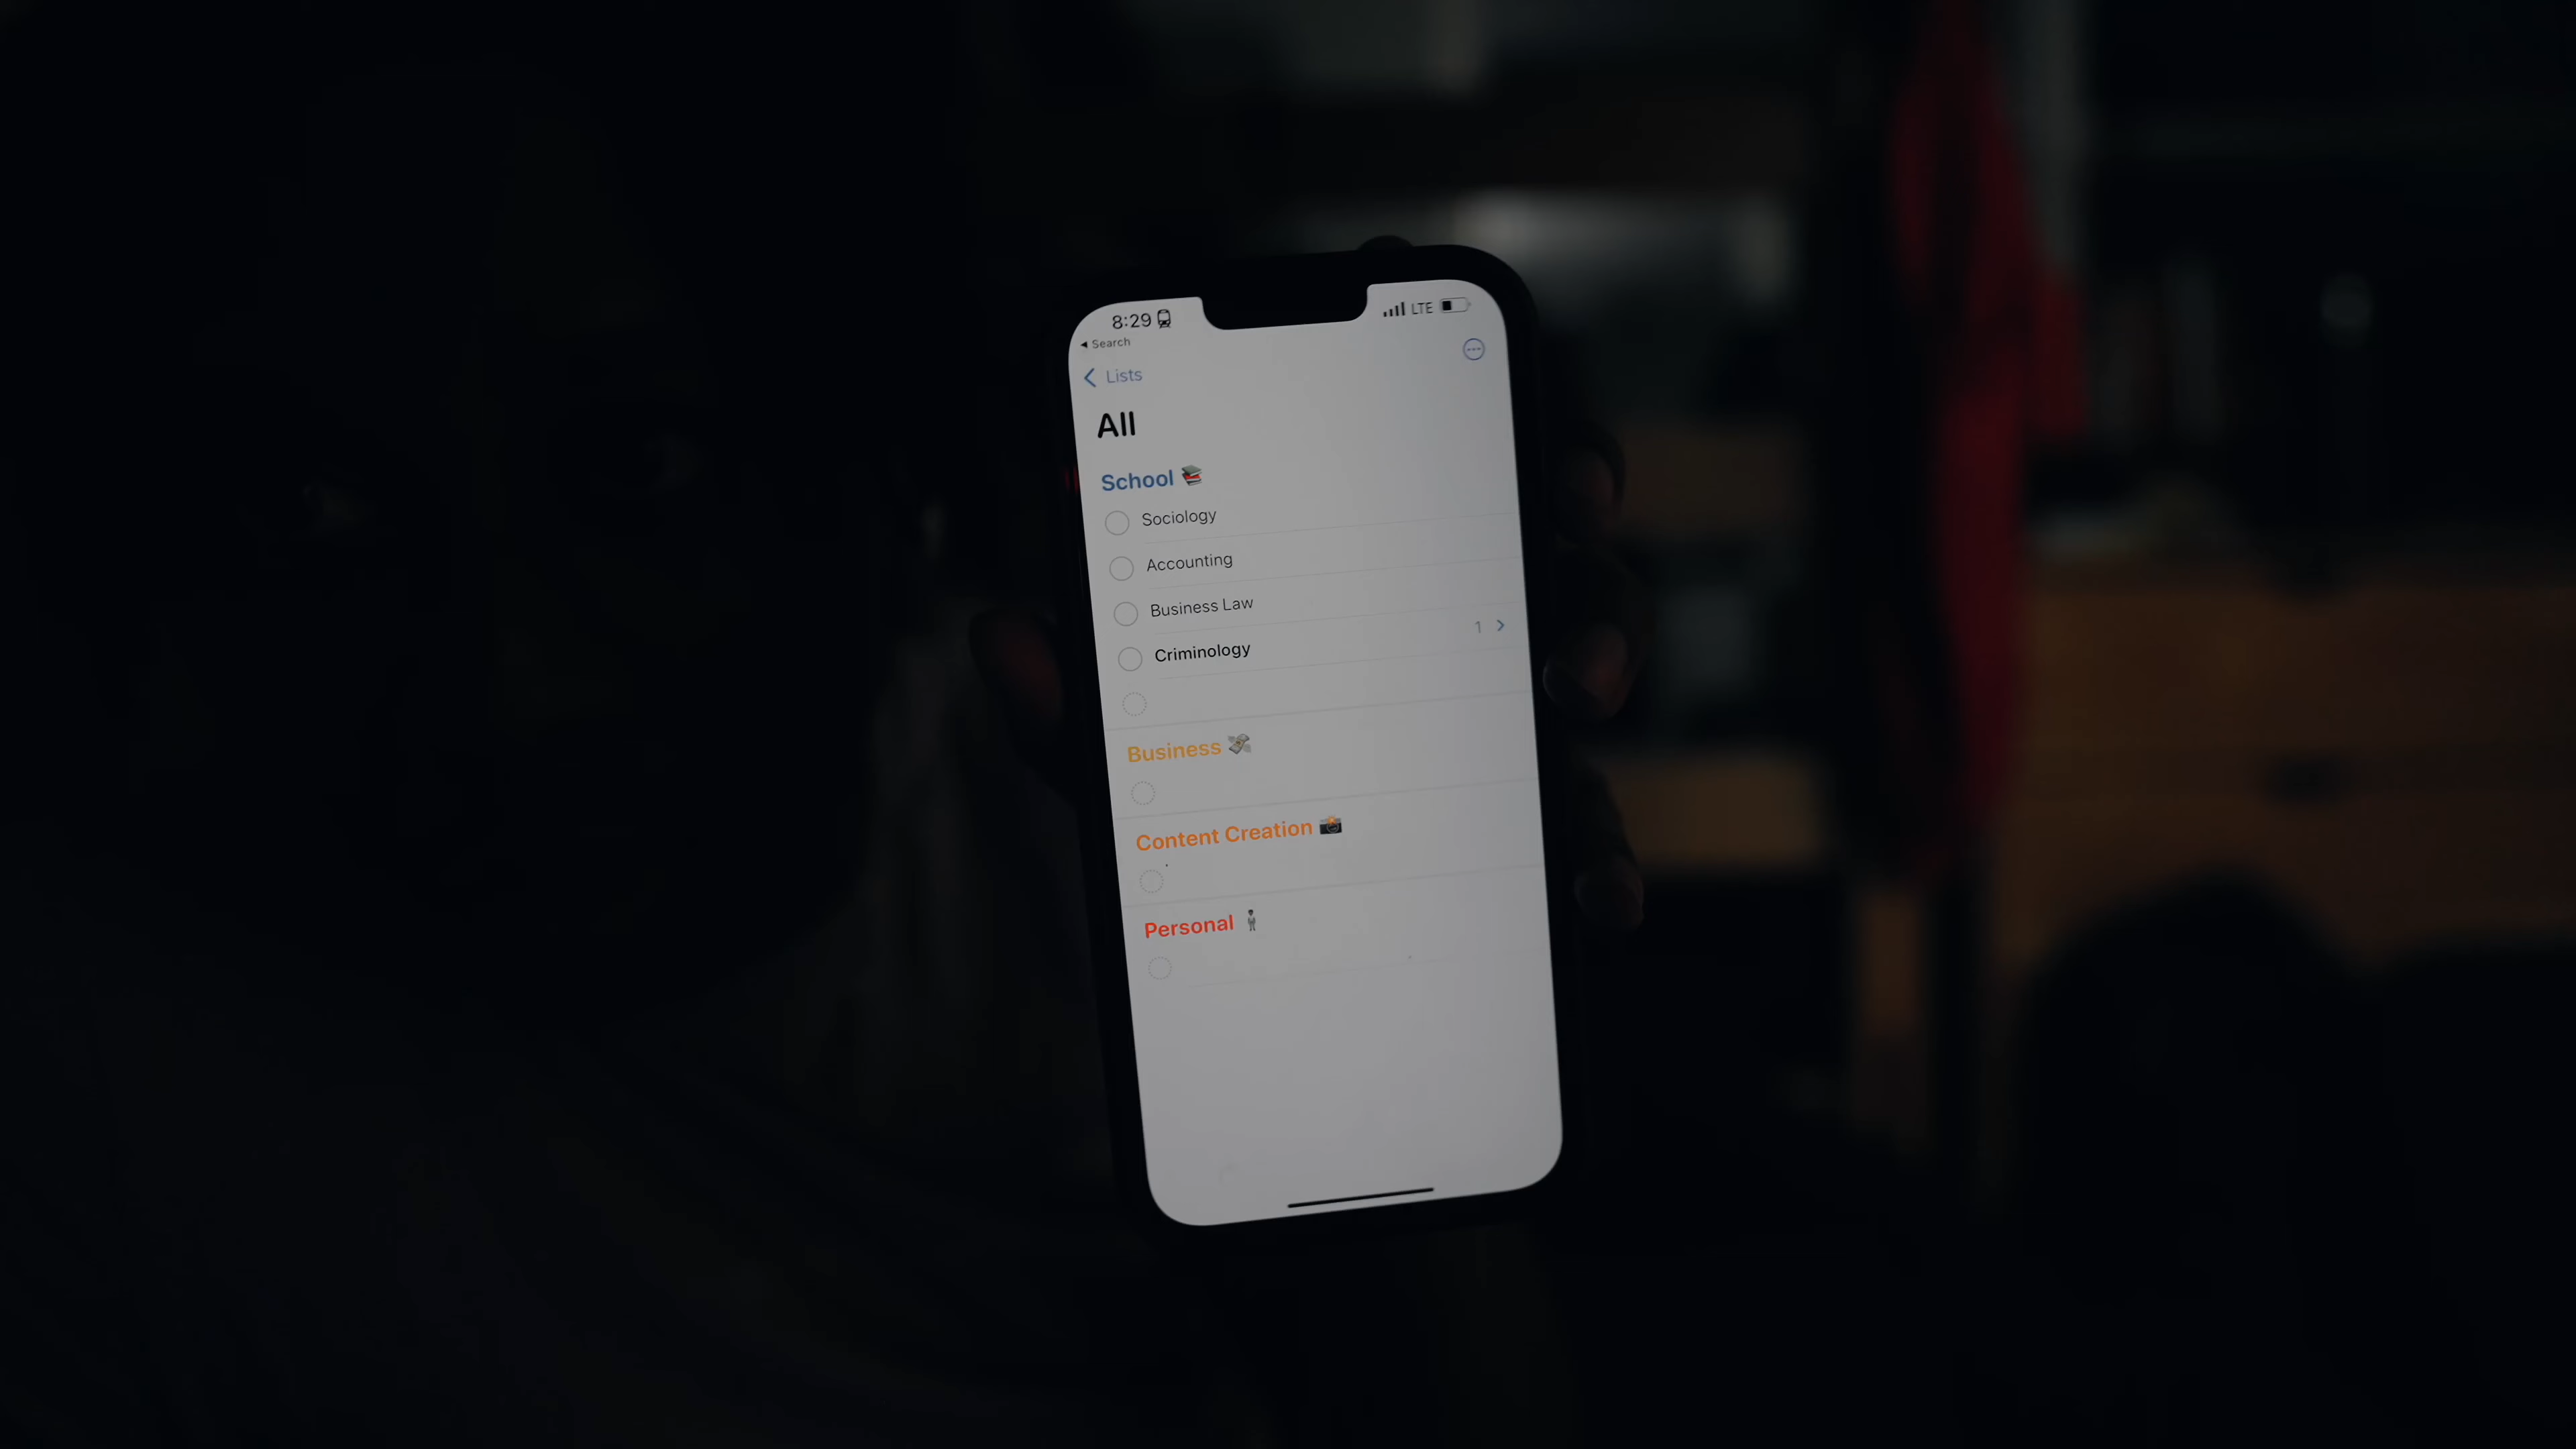 8:29
LTE
◀ Search
Lists
All
School 📚
Sociology
Accounting
Business Law
Criminology
1
Business 💸
Content Creation 📸
Personal 🕴